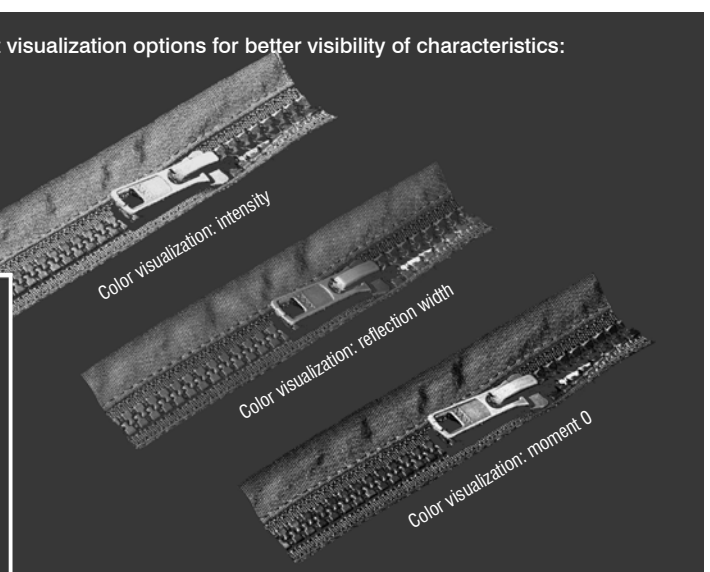 visualization options for better visibility of characteristics:
Color visualization: intensity
Color visualization: reflection width
Color visualization: moment 0